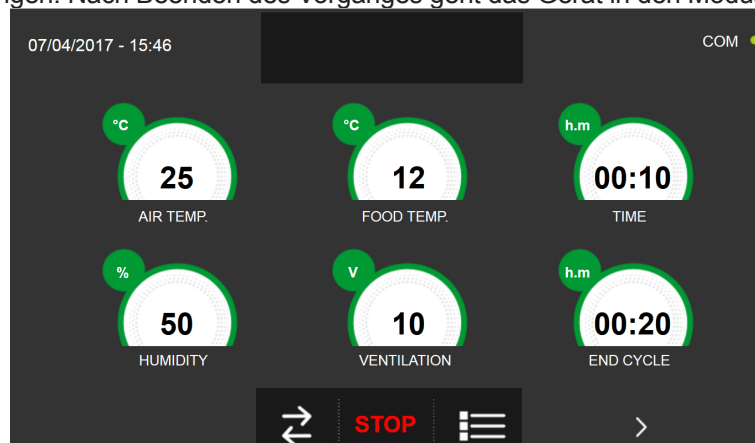 igen. Nach Beenden des Vorganges geht das Gerät in den Modu
07/04/2017 - 15:46 COM
°C °C h.m
25 12 00:10
AIR TEMP. FOOD TEMP. TIME
% V h.m
50 10 00:20
HUMIDITY VENTILATION END CYCLE
STOP